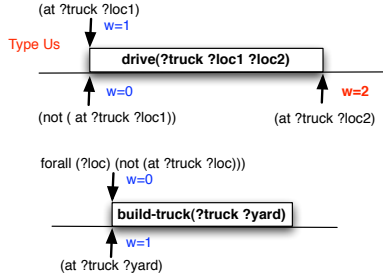 (at ?truck ?loc1)
w=1
Type Us
drive(?truck ?loc1 ?loc2)
w=0
w=2
(not ( at ?truck ?loc1))
(at ?truck ?loc2)
forall (?loc) (not (at ?truck ?loc)))
w=0
build-truck(?truck ?yard)
w=1
(at ?truck ?yard)